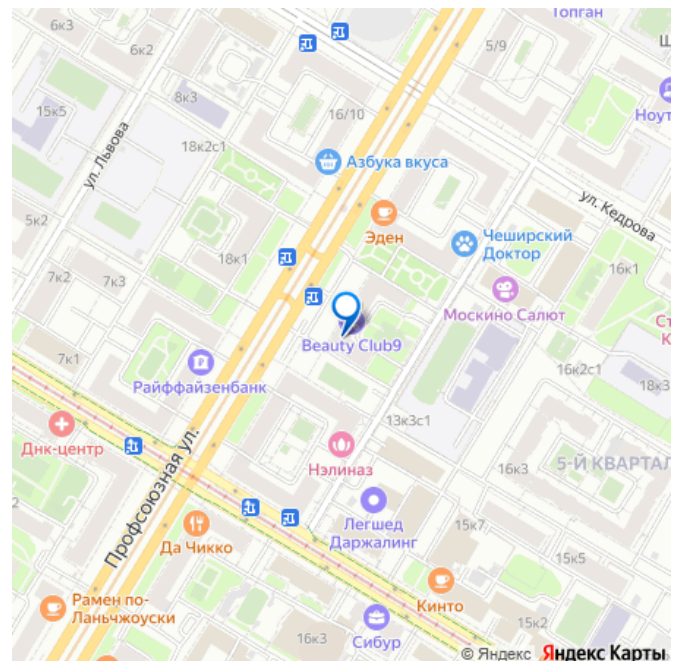 6к3
6к2
Топган
5/9
Ш
15к5
8к3
16/10
Ноут
18к2с1
ул. Львова
Азбука вкуса
ул. Кедрова
5к2
Эден
Чеширский
Доктор
18к1
16к1
7к2
7к3
Москино Салют
Ст
К
Beauty Club9
7к1
Райффайзенбанк
16к2с1
18к3
13к3с1
Днк-центр
Профсоюзная ул.
Нэлиназ
16к3
5-Й КВАРТАЛ
2
Легшед
Даржалинг
15к7
Да Чикко
15к5
Рамен по-
Ланьчжоуски
Кинто
15к2
16к3
Сибур
© Яндекс Яндекс Карты